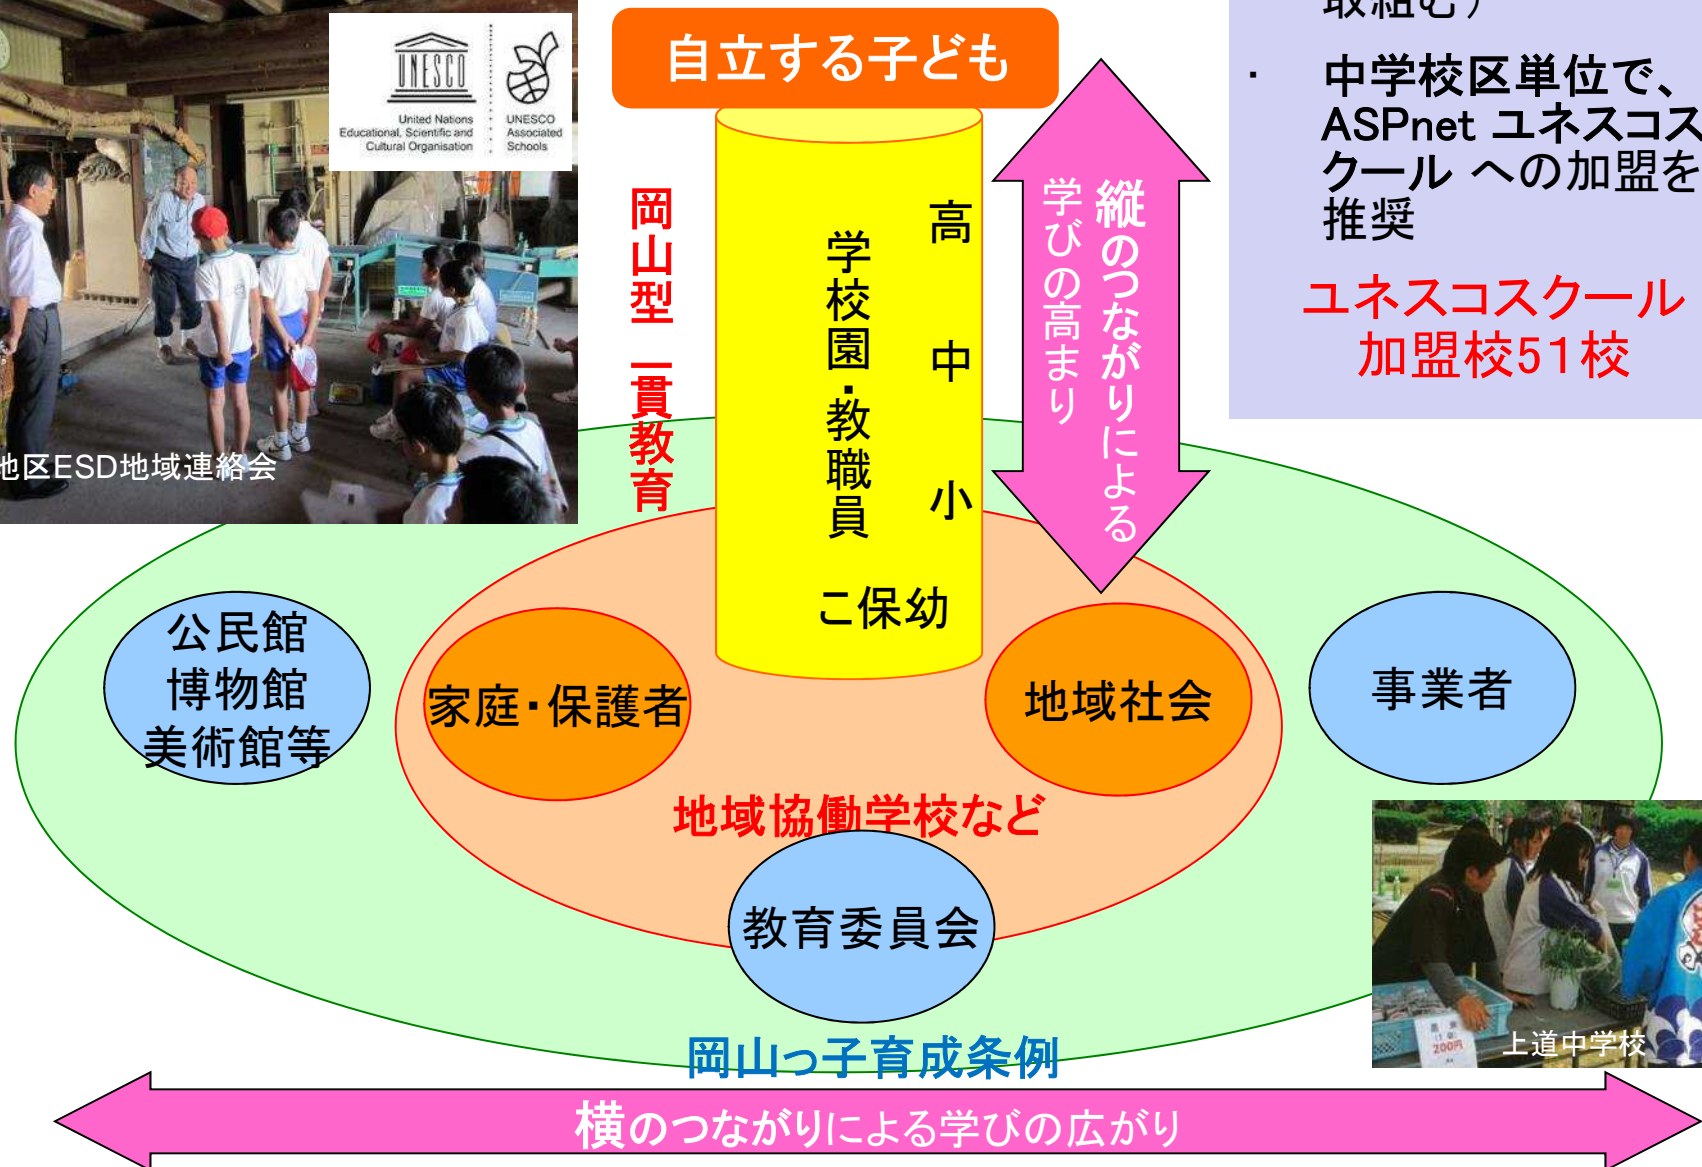 UNESCO
United Nations
Educational, Scientific and
Cultural Organisation
UNESCO
Associated
Schools
地区ESD地域連絡会
自立する子ども
取組む）
・ 中学校区単位で、
ASPnet ユネスコス
クール への加盟を
推奨
ユネスコスクール
加盟校51校
岡山型 一貫教育
学校園・教職員
高
中
小
こ保幼
縦のつながりによる
学びの高まり
公民館
博物館
美術館等
家庭・保護者
地域社会
事業者
地域協働学校など
教育委員会
200円
上道中学校
岡山っ子育成条例
横のつながりによる学びの広がり